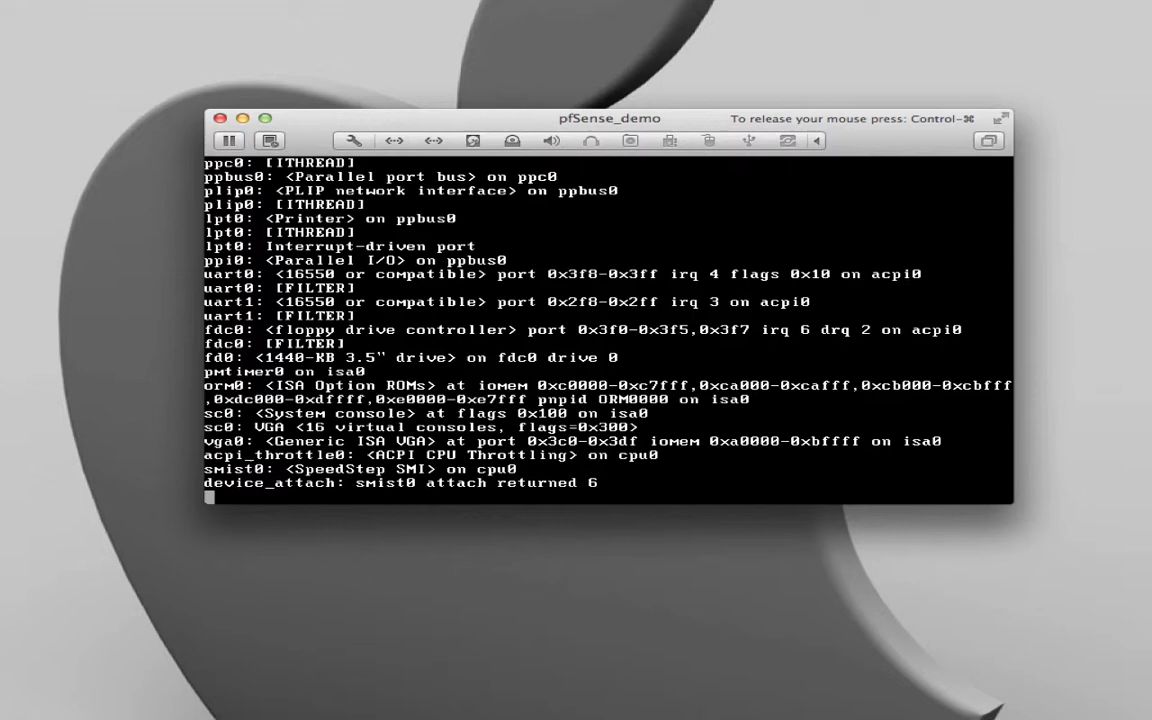 pfSense_demo
To release your mouse press: Control-⌘
ppc0: [ITHREAD]
ppbus0: <Parallel port bus> on ppc0
plip0: <PLIP network interface> on ppbus0
plip0: [ITHREAD]
lpt0: <Printer> on ppbus0
lpt0: [ITHREAD]
lpt0: Interrupt-driven port
ppi0: <Parallel I/O> on ppbus0
uart0: <16550 or compatible> port 0x3f8-0x3ff irq 4 flags 0x10 on acpi0
uart0: [FILTER]
uart1: <16550 or compatible> port 0x2f8-0x2ff irq 3 on acpi0
uart1: [FILTER]
fdc0: <floppy drive controller> port 0x3f0-0x3f5,0x3f7 irq 6 drq 2 on acpi0
fdc0: [FILTER]
fd0: <1440-KB 3.5" drive> on fdc0 drive 0
pmtimer0 on isa0
orm0: <ISA Option ROMs> at iomem 0xc0000-0xc7fff,0xca000-0xcafff,0xcb000-0xcbfff
,0xdc000-0xdffff,0xe0000-0xe7fff pnpid ORM0000 on isa0
sc0: <System console> at flags 0x100 on isa0
sc0: VGA <16 virtual consoles, flags=0x300>
vga0: <Generic ISA VGA> at port 0x3c0-0x3df iomem 0xa0000-0xbffff on isa0
acpi_throttle0: <ACPI CPU Throttling> on cpu0
smist0: <SpeedStep SMI> on cpu0
device_attach: smist0 attach returned 6